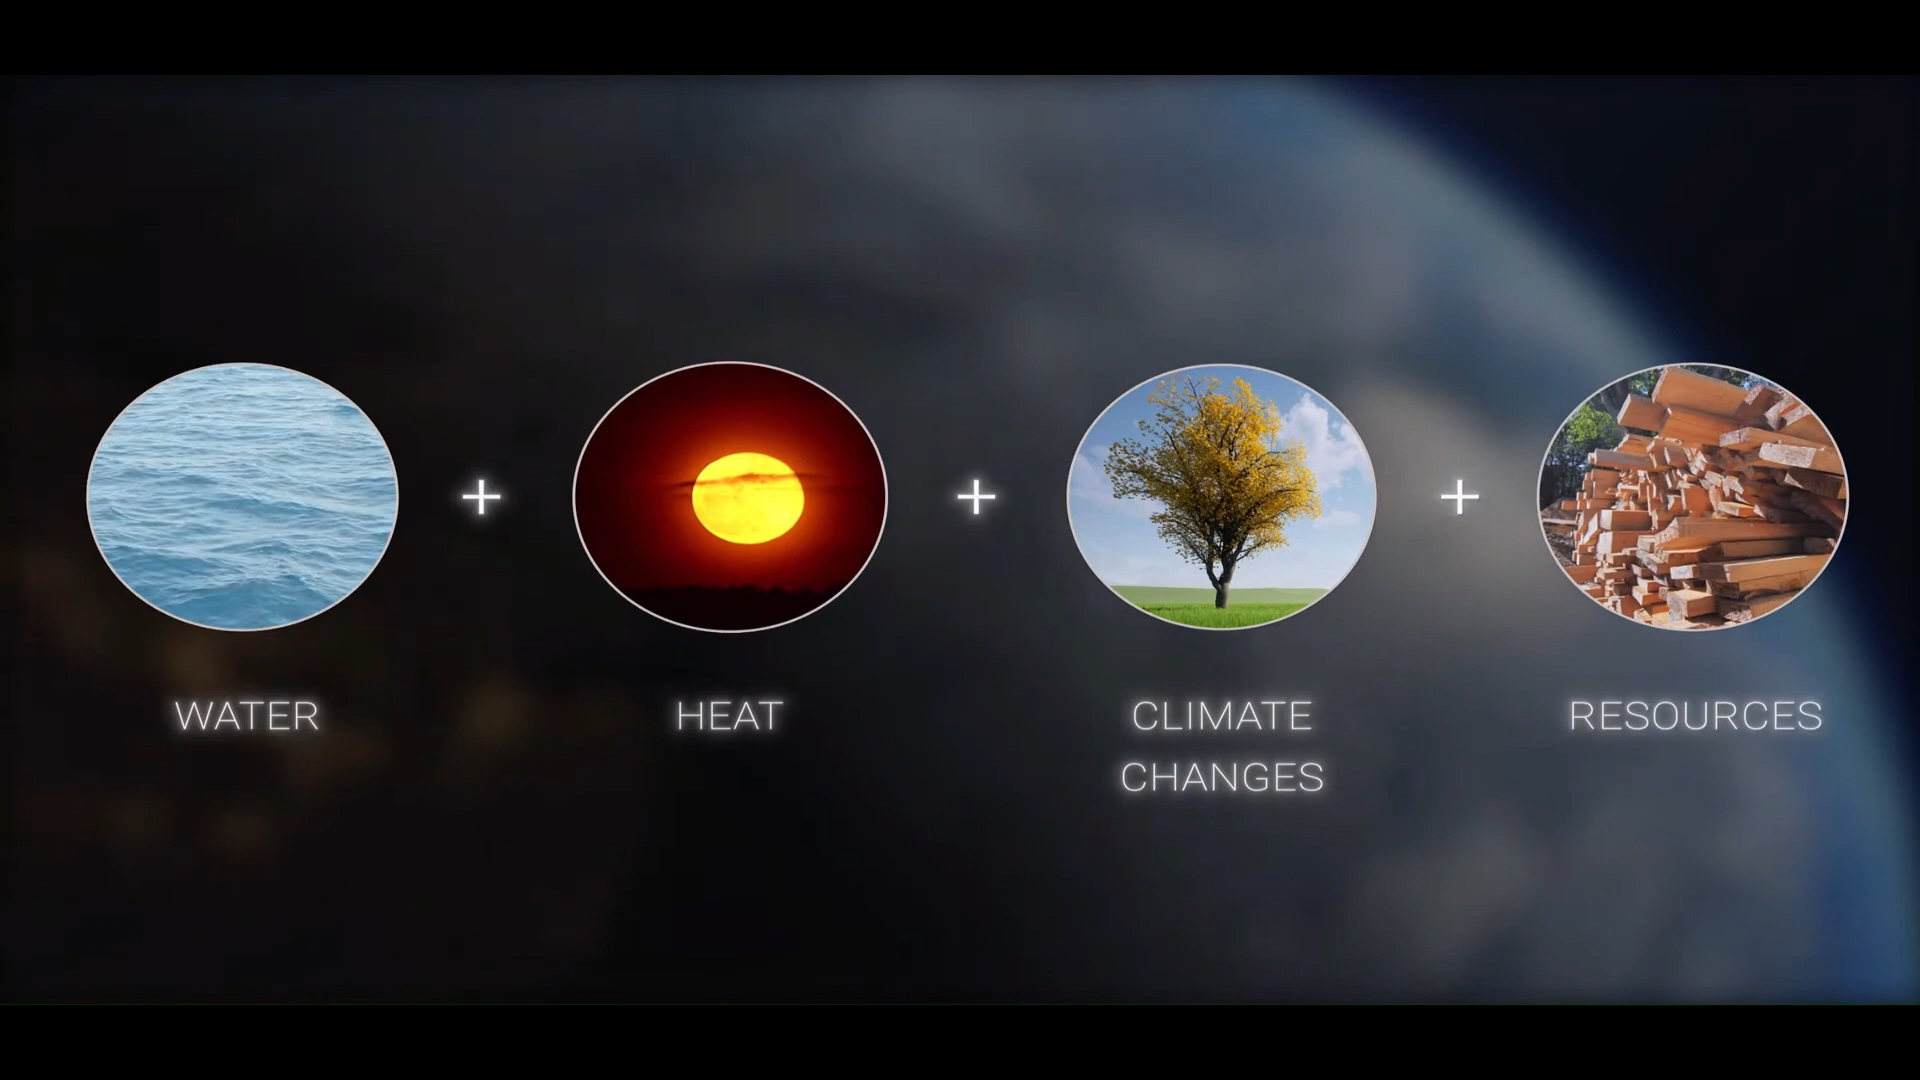 + + +
WATER HEAT CLIMATE RESOURCES
CHANGES